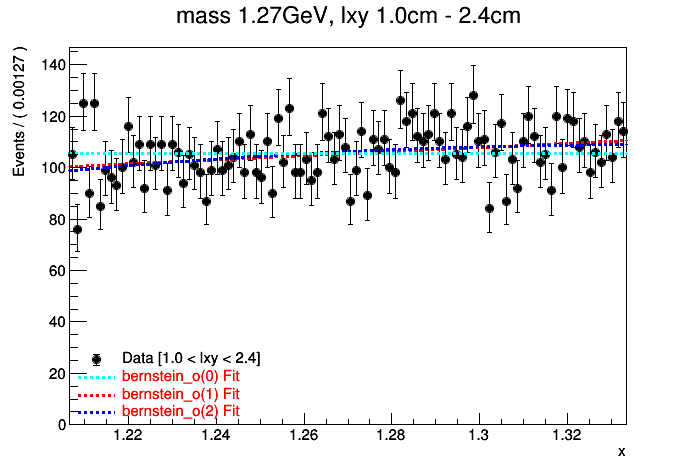 mass 1.27GeV, lxy 1.0cm - 2.4cm
Events / ( 0.00127 )
140
120
100
80
60
40
20
0
Data [1.0 < lxy < 2.4]
bernstein_o(0) Fit
bernstein_o(1) Fit
bernstein_o(2) Fit
1.22 1.24 1.26 1.28 1.3 1.32
x